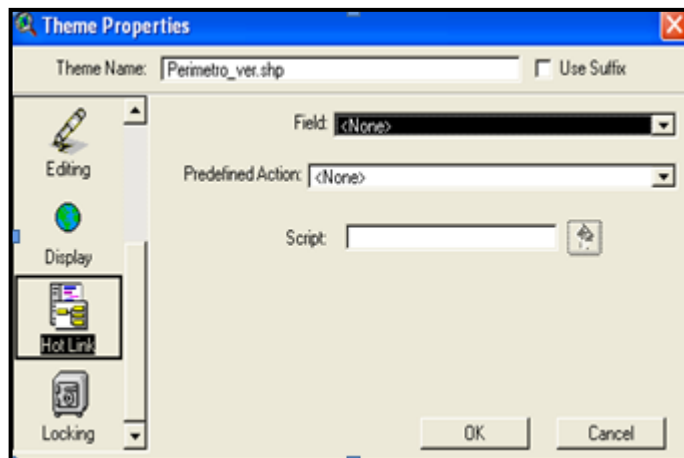 Theme Properties
Theme Name: Perimetro_ver.shp Use Suffix
Field: <None>
Editing
Predefined Action: <None>
Script:
Display
Hot Link
Locking
OK Cancel